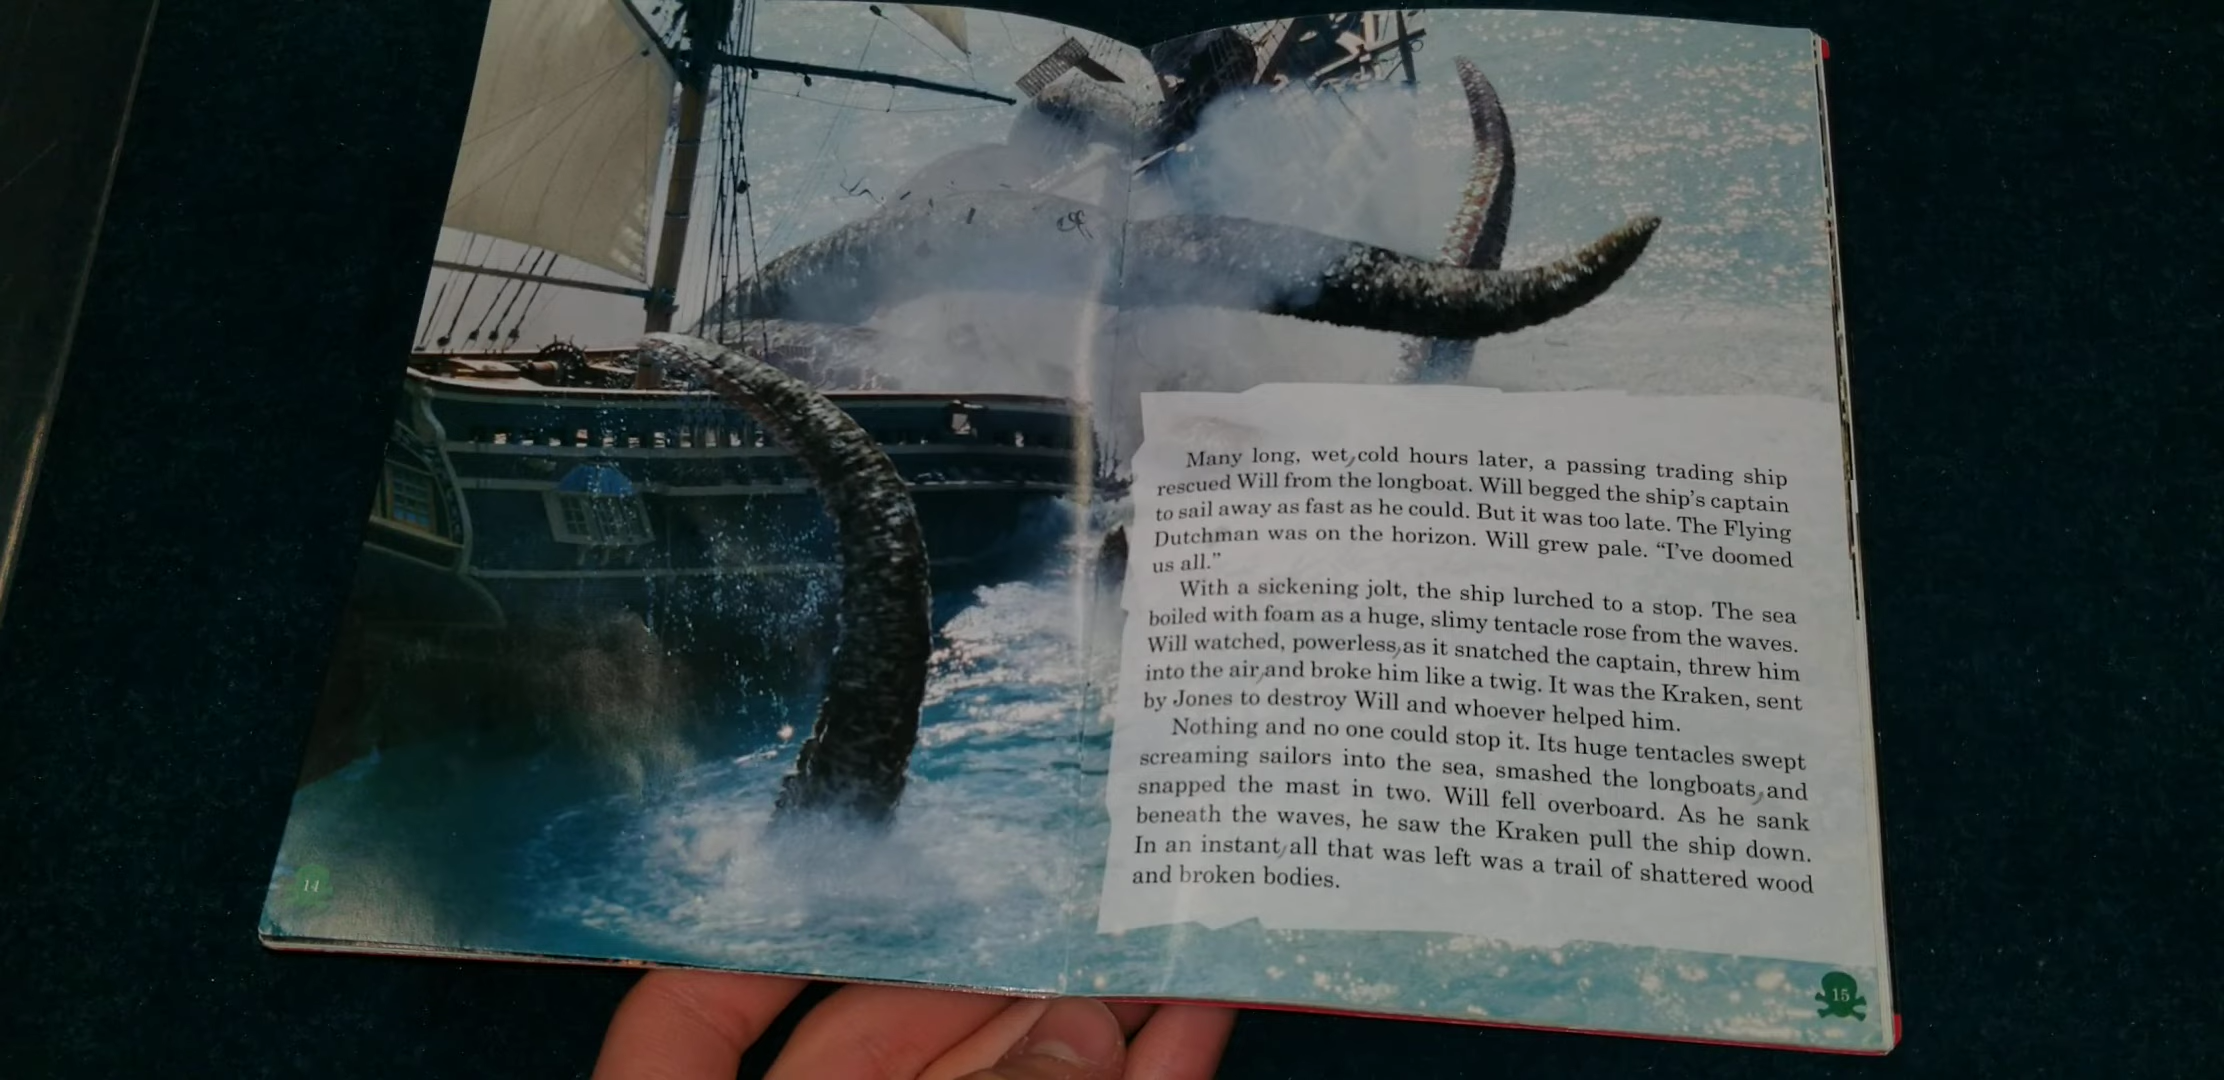 Many long, wet, cold hours later, a passing trading ship
rescued Will from the longboat. Will begged the ship's captain
to sail away as fast as he could. But it was too late. The Flying
Dutchman was on the horizon. Will grew pale. “I've doomed
us all.”
With a sickening jolt, the ship lurched to a stop. The sea
boiled with foam as a huge, slimy tentacle rose from the waves.
Will watched, powerless, as it snatched the captain, threw him
into the air, and broke him like a twig. It was the Kraken, sent
by Jones to destroy Will and whoever helped him.
Nothing and no one could stop it. Its huge tentacles swept
screaming sailors into the sea, smashed the longboats, and
snapped the mast in two. Will fell overboard. As he sank
beneath the waves, he saw the Kraken pull the ship down.
In an instant, all that was left was a trail of shattered wood
and broken bodies.
14
15